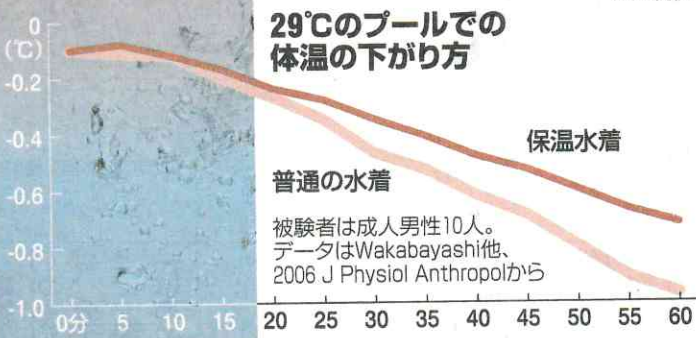 29℃のプールでの
体温の下がり方
0
(℃)
-0.2
-0.4
-0.6
-0.8
-1.0
保温水着
普通の水着
被験者は成人男性10人。
データはWakabayashi他、
2006 J Physiol Anthropolから
0分 5 10 15 20 25 30 35 40 45 50 55 60